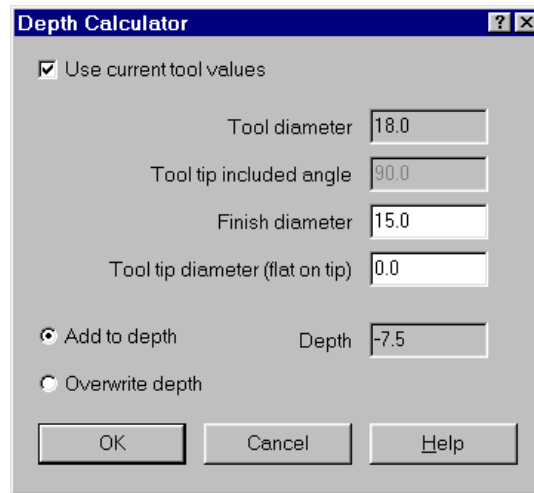 Depth Calculator
Use current tool values
Tool diameter 18.0
Tool tip included angle 90.0
Finish diameter 15.0
Tool tip diameter (flat on tip) 0.0
Add to depth Depth -7.5
Overwrite depth
OK Cancel Help